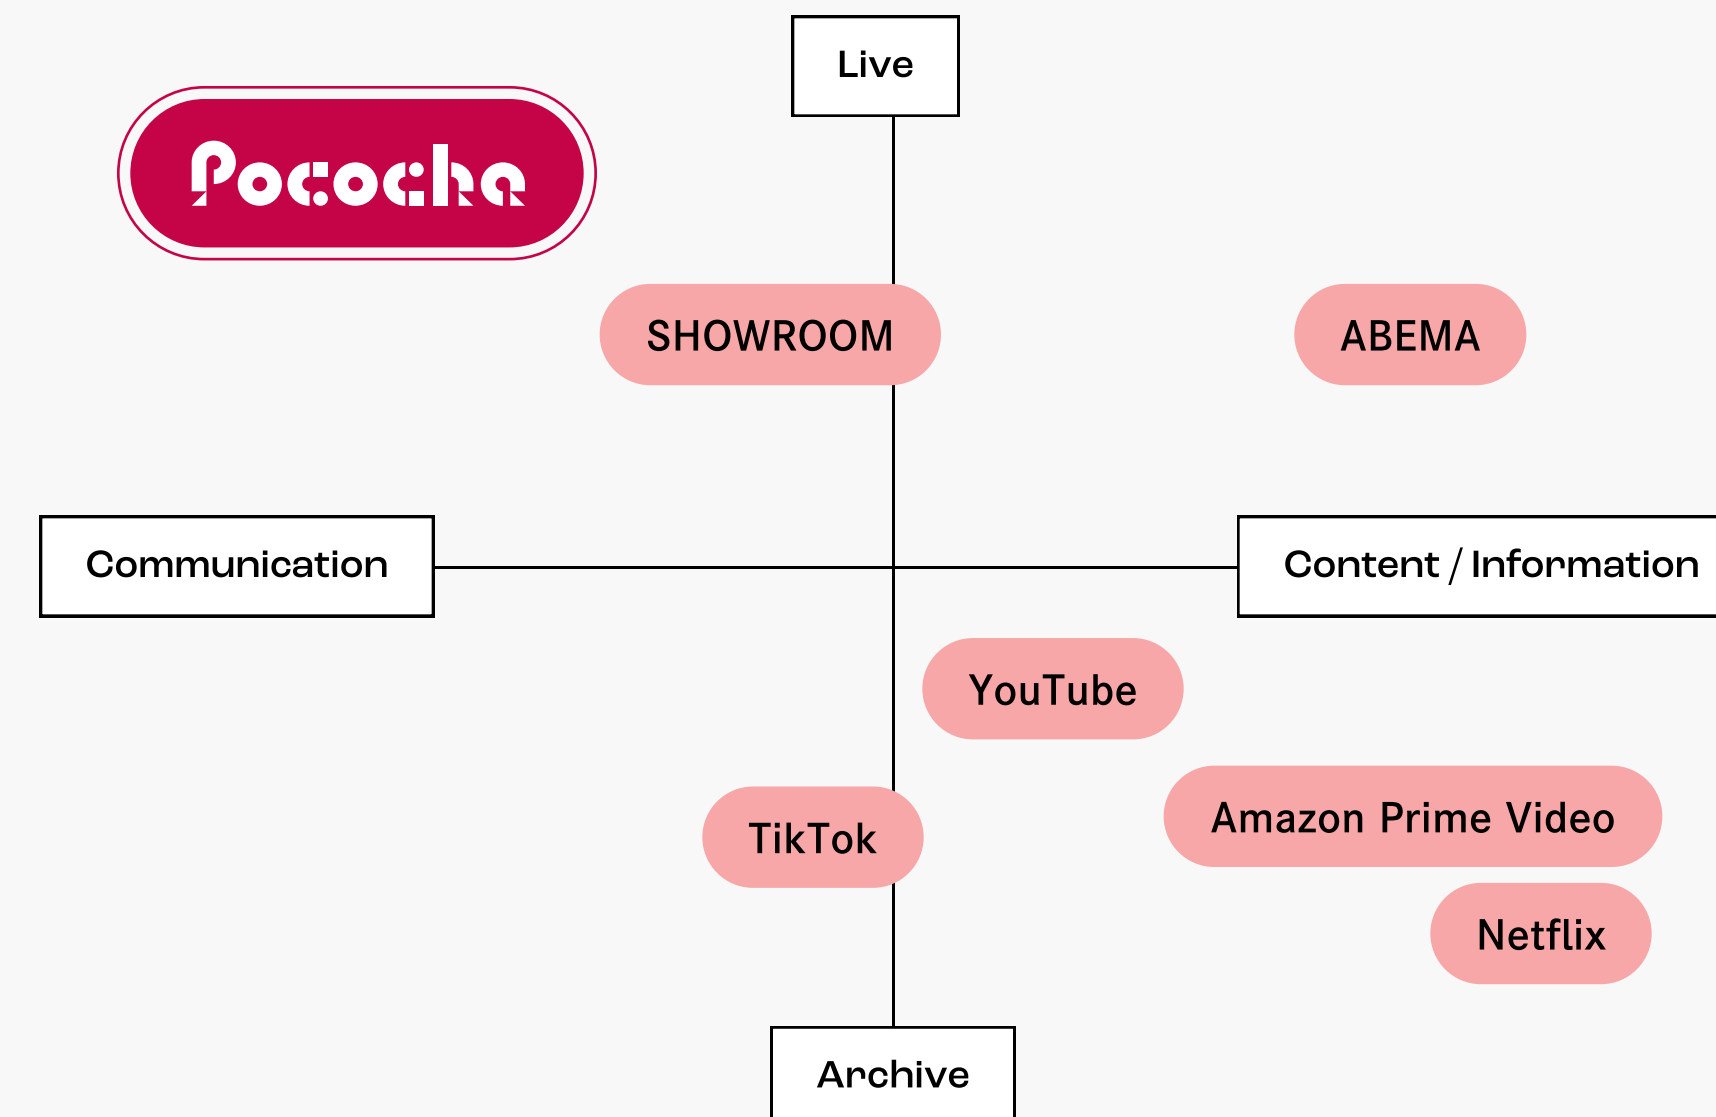 Live
Pococha
SHOWROOM
ABEMA
Communication
Content / Information
YouTube
Amazon Prime Video
TikTok
Netflix
Archive